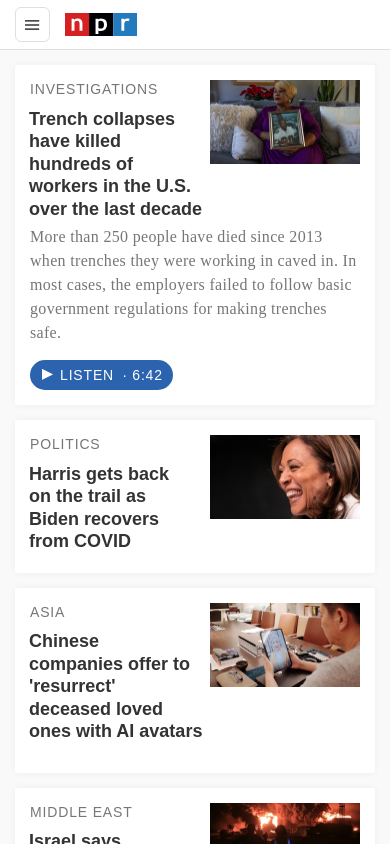 npr
INVESTIGATIONS
Trench collapses
have killed
hundreds of
workers in the U.S.
over the last decade
More than 250 people have died since 2013
when trenches they were working in caved in. In
most cases, the employers failed to follow basic
government regulations for making trenches
safe.
LISTEN · 6:42
POLITICS
Harris gets back
on the trail as
Biden recovers
from COVID
ASIA
Chinese
companies offer to
'resurrect'
deceased loved
ones with AI avatars
MIDDLE EAST
Israel says